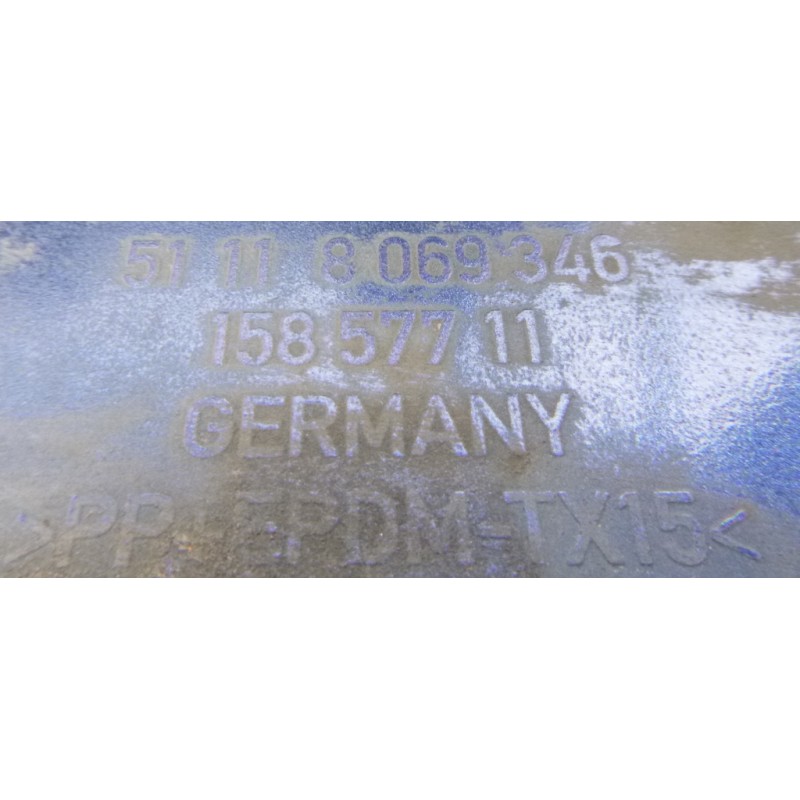 51 11 8 069 346
158 577 11
GERMANY
>PP+EPDM-TX15<